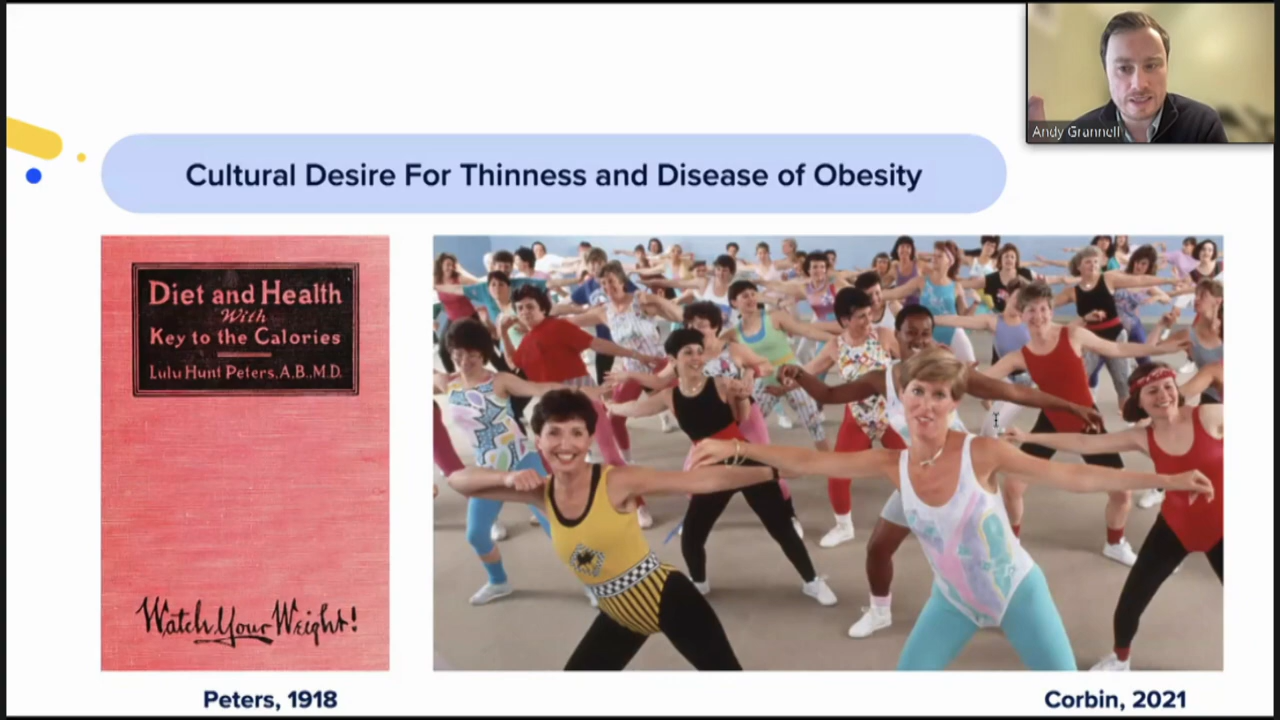 Andy Grannell
Cultural Desire For Thinness and Disease of Obesity
Diet and Health
With
Key to the Calories
Lulu Hunt Peters, A.B., M.D.
Watch Your Weight!
Peters, 1918
Corbin, 2021